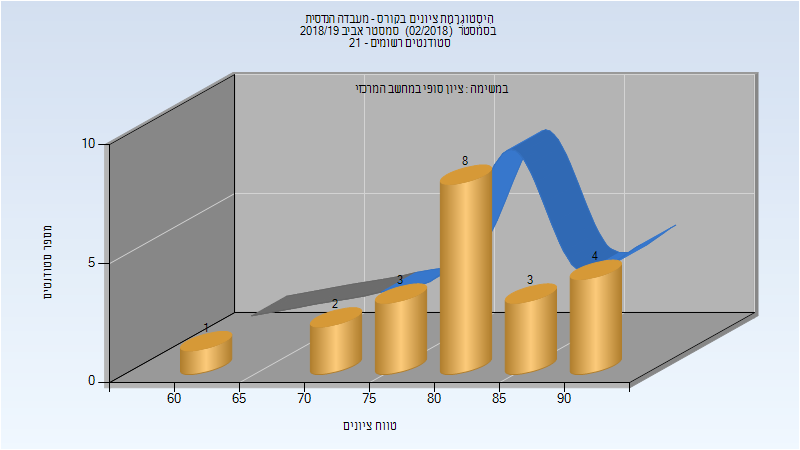 היסטוגרמת ציונים בקורס - מעבדה הנדסית
בסמסטר (02/2018) סמסטר אביב 2018/19
סטודנטים רשומים - 21
במשימה : ציון סופי במחשב המרכזי
מספר סטודנטים
10
5
0
1
2
3
8
3
4
60 65 70 75 80 85 90
טווח ציונים